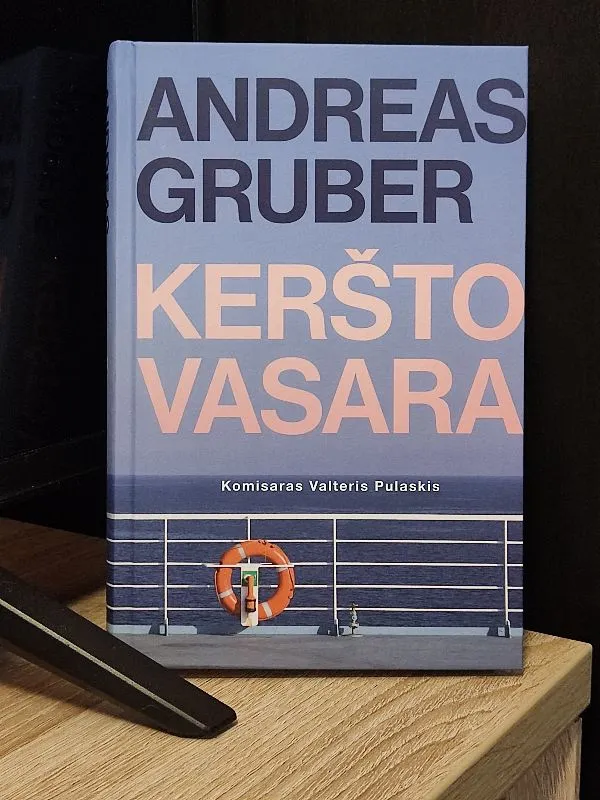 ANDREAS
GRUBER
KERŠTO
VASARA
Komisaras Valteris Pulaskis